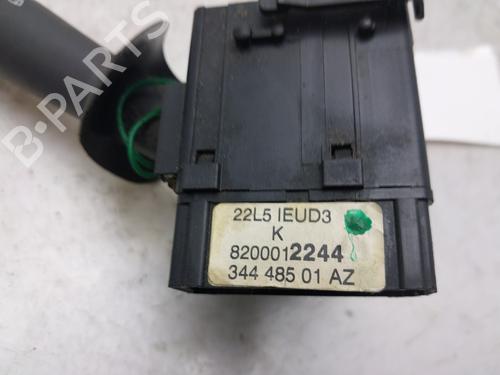 B-PARTS
22L5 IEUD3
K
8200012244
344 485 01 AZ